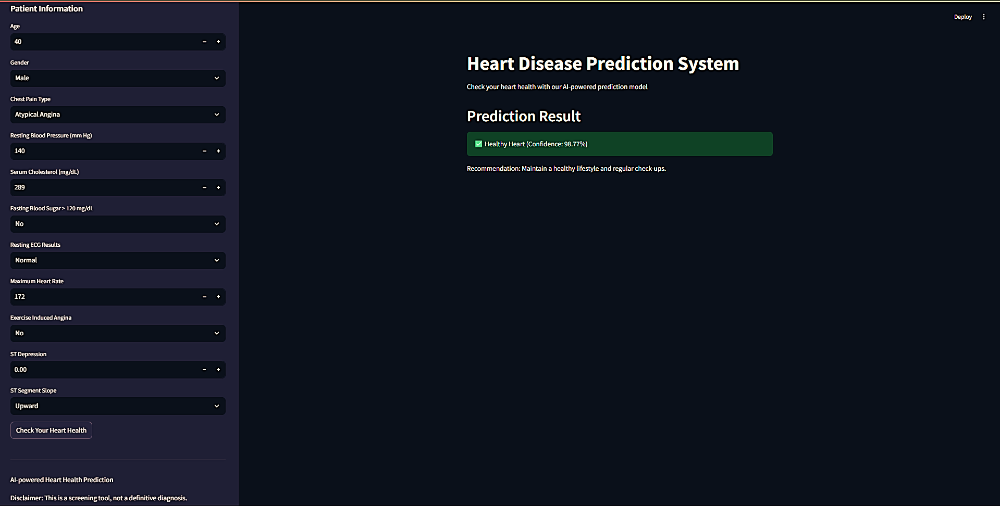 Patient Information
Age
40
Gender
Male
Chest Pain Type
Atypical Angina
Resting Blood Pressure (mm Hg)
140
Serum Cholesterol (mg/dL)
289
Fasting Blood Sugar > 120 mg/dL
No
Resting ECG Results
Normal
Maximum Heart Rate
172
Exercise Induced Angina
No
ST Depression
0.00
ST Segment Slope
Upward
Check Your Heart Health
AI-powered Heart Health Prediction
Disclaimer: This is a screening tool, not a definitive diagnosis.
Deploy
Heart Disease Prediction System
Check your heart health with our AI-powered prediction model
Prediction Result
✅ Healthy Heart (Confidence: 98.77%)
Recommendation: Maintain a healthy lifestyle and regular check-ups.